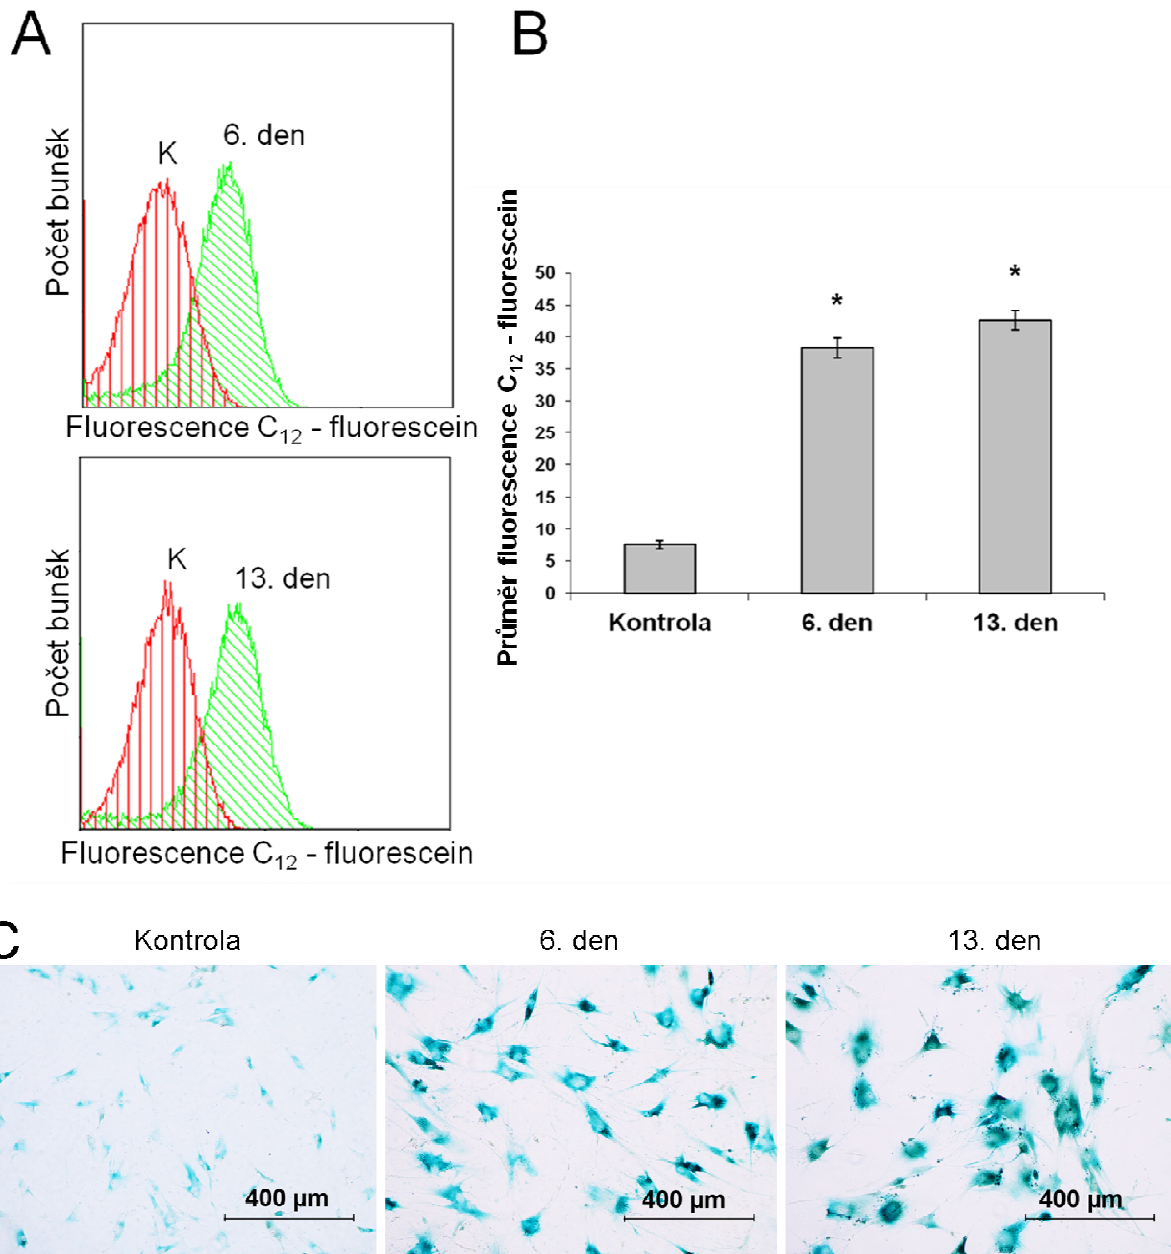 A
K
6. den
Počet buněk
Fluorescence C₁₂ - fluorescein
K
13. den
Počet buněk
Fluorescence C₁₂ - fluorescein
B
Průměr fluorescence C₁₂ - fluorescein
50
45
40
35
30
25
20
15
10
5
0
*
*
Kontrola 6. den 13. den
C
Kontrola 6. den 13. den
400 µm 400 µm 400 µm